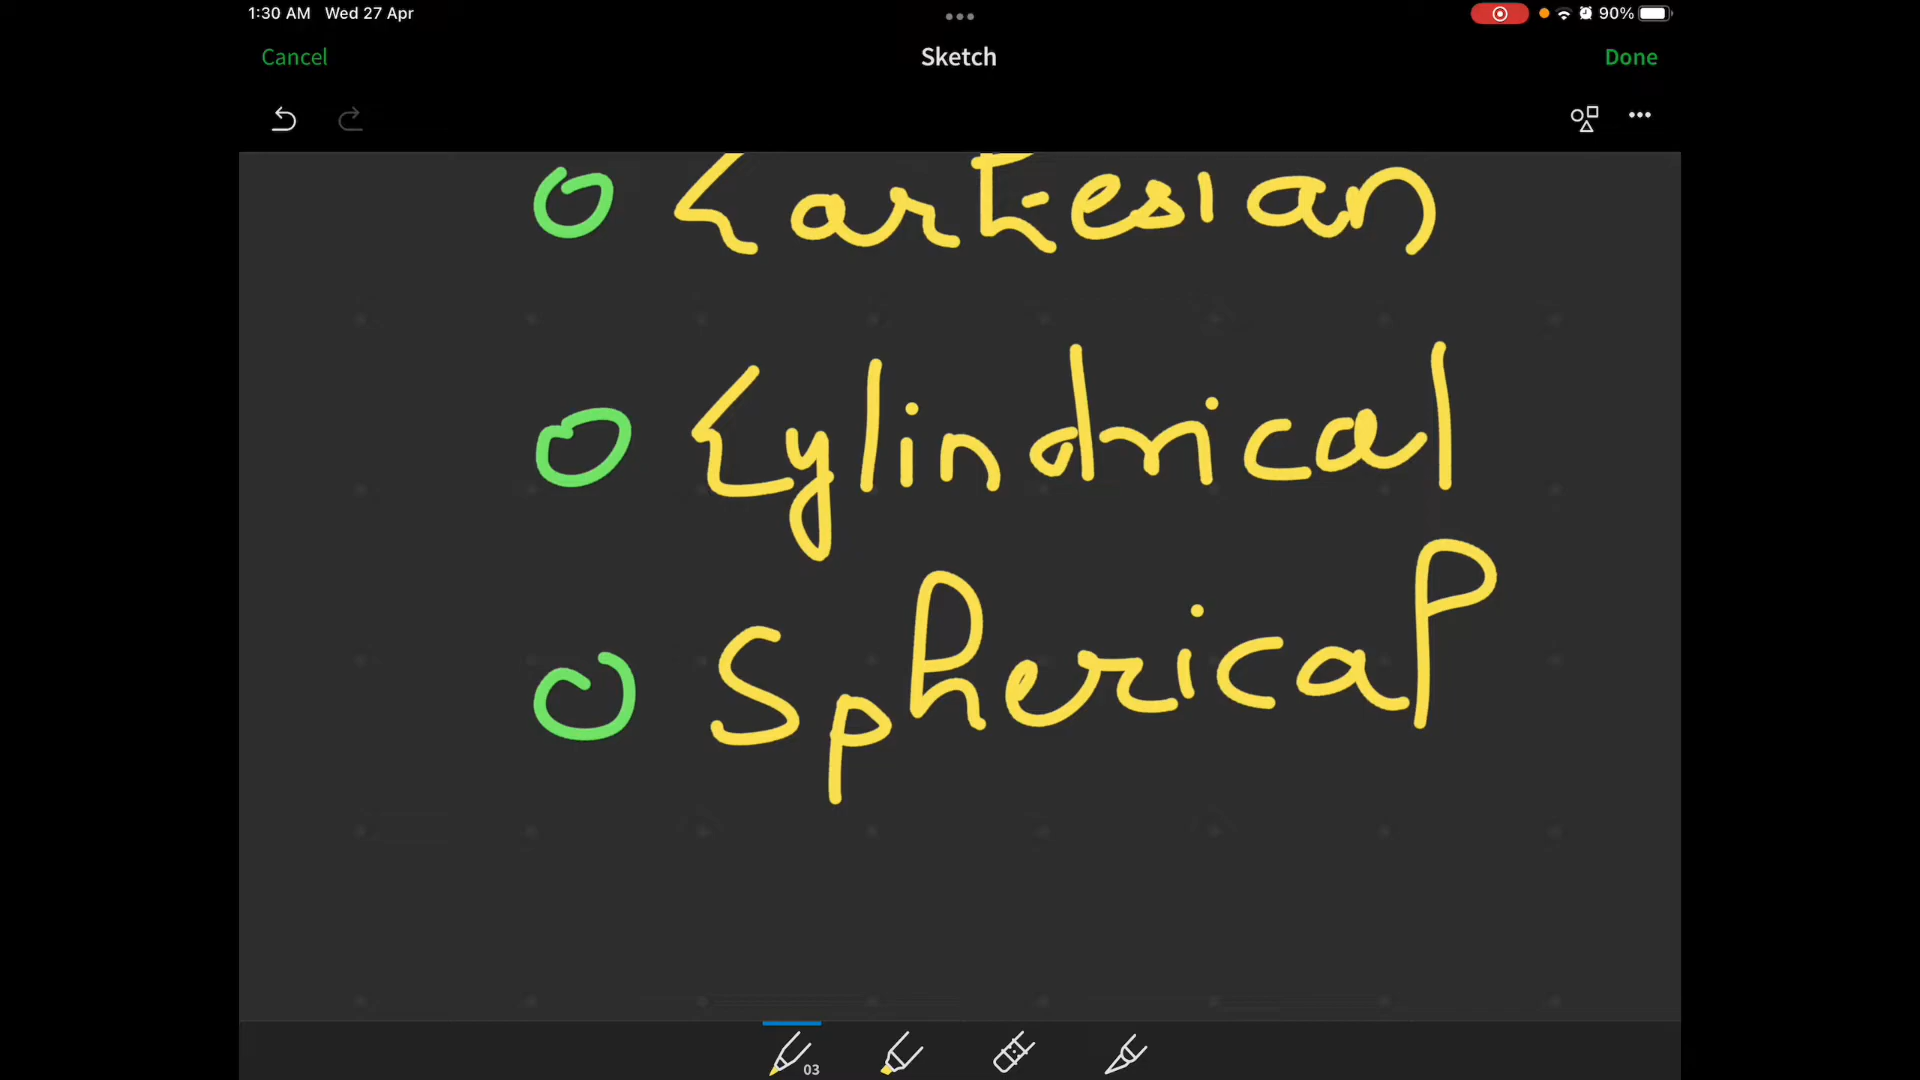 1:30 AM Wed 27 Apr
90%
Cancel
Sketch
Done
Cartesian
Cylindrical
Spherical
03